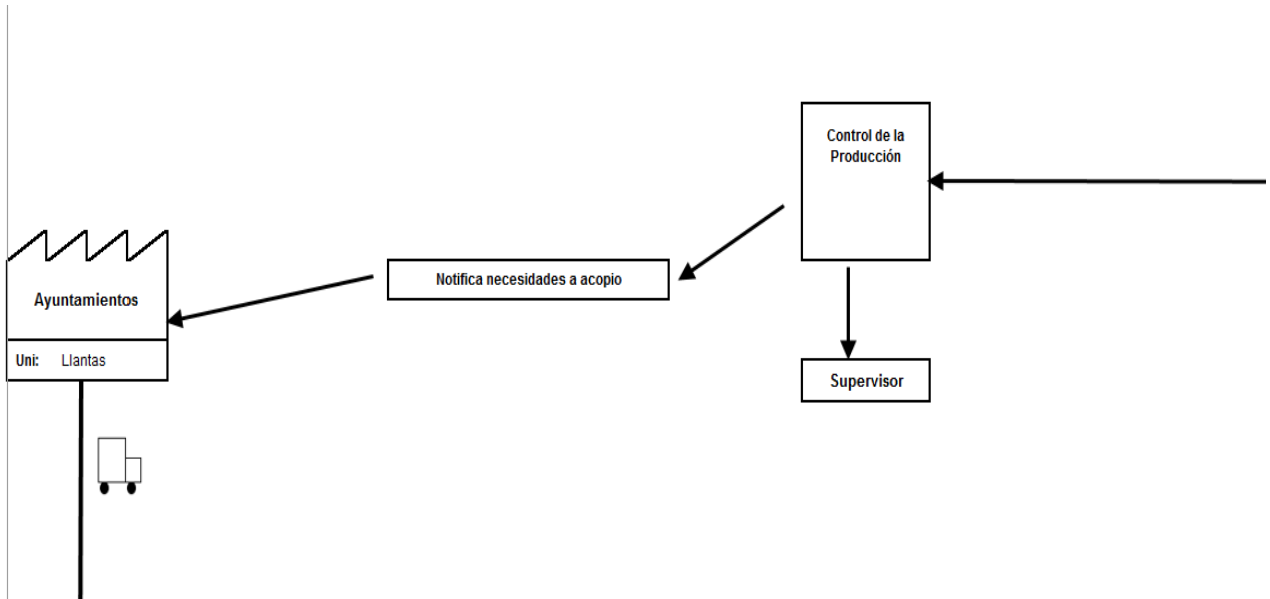 Control de la
Producción
Notifica necesidades a acopio
Ayuntamientos
Uni: Llantas
Supervisor